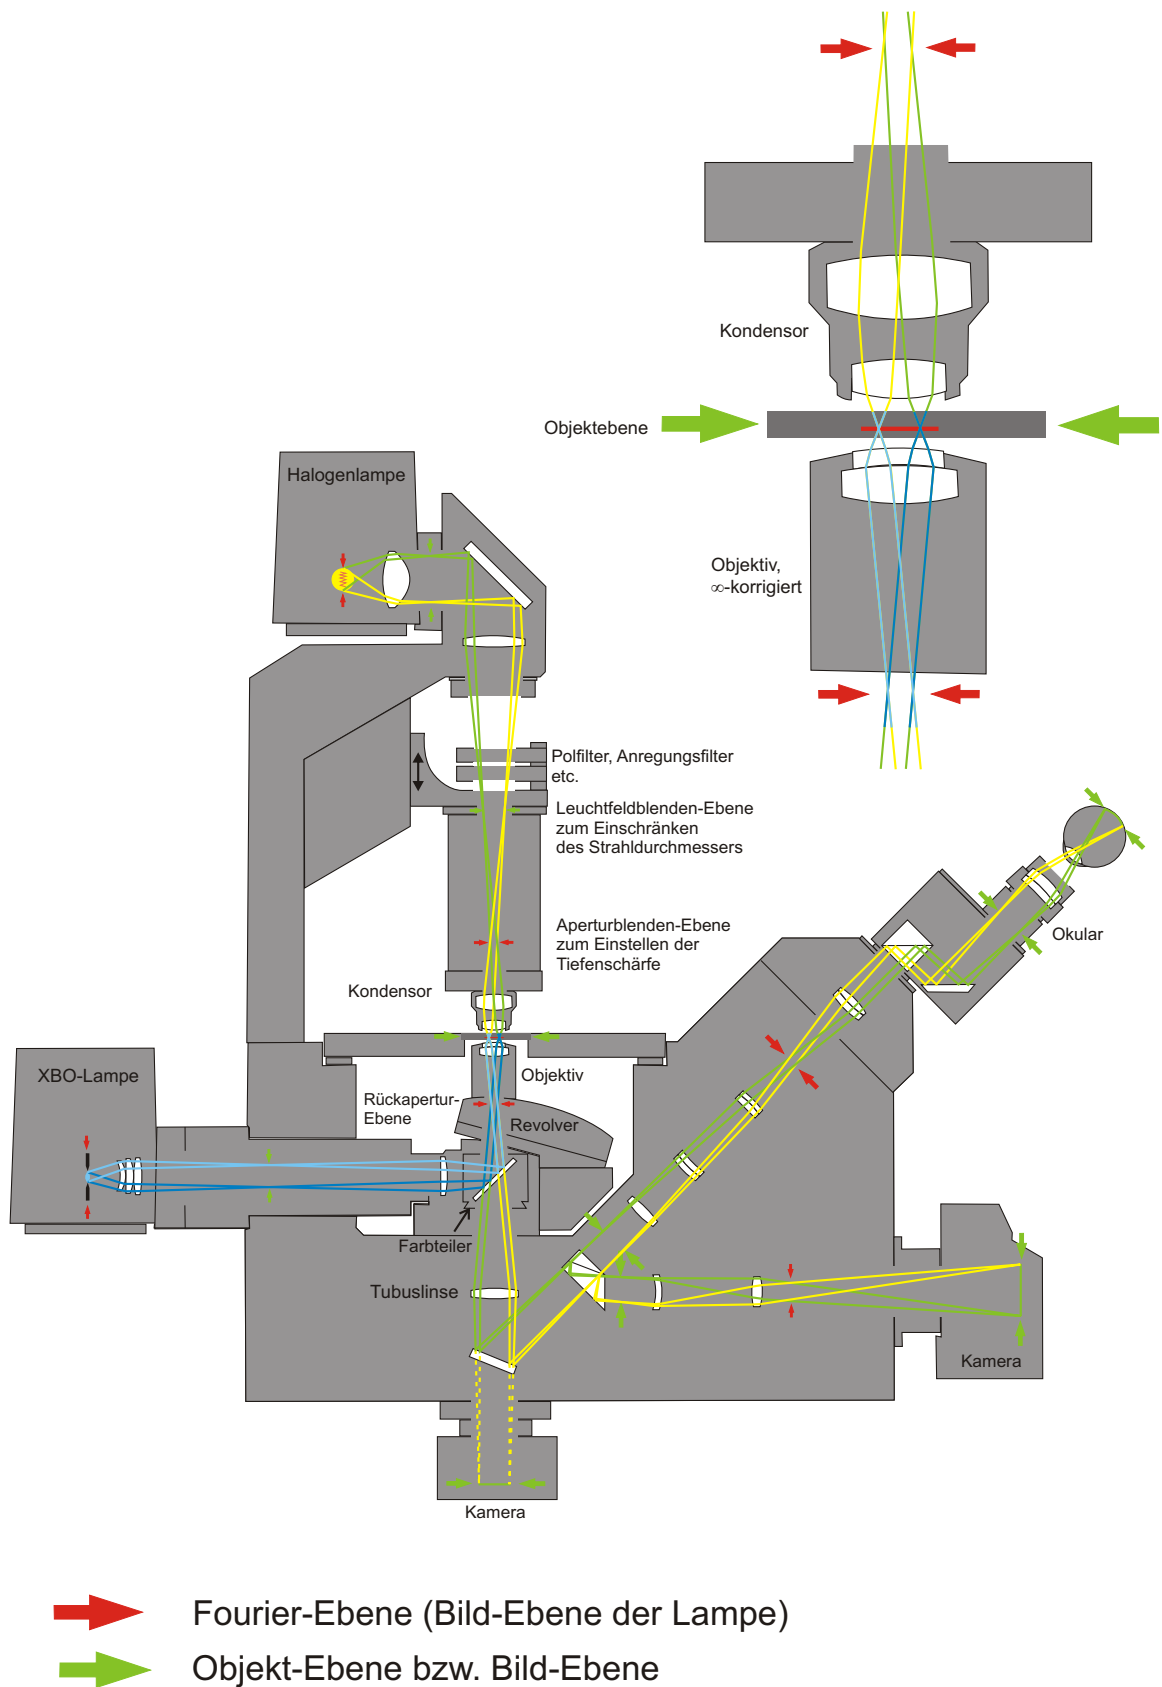 Kondensor
Objektebene
Objektiv,
∞-korrigiert
Halogenlampe
Polfilter, Anregungsfilter
etc.
Leuchtfeldblenden-Ebene
zum Einschränken
des Strahldurchmessers
Aperturblenden-Ebene
zum Einstellen der
Tiefenschärfe
Okular
Kondensor
XBO-Lampe
Objektiv
Rückapertur-
Ebene
Revolver
Farbteiler
Tubuslinse
Kamera
Kamera
Fourier-Ebene (Bild-Ebene der Lampe)
Objekt-Ebene bzw. Bild-Ebene